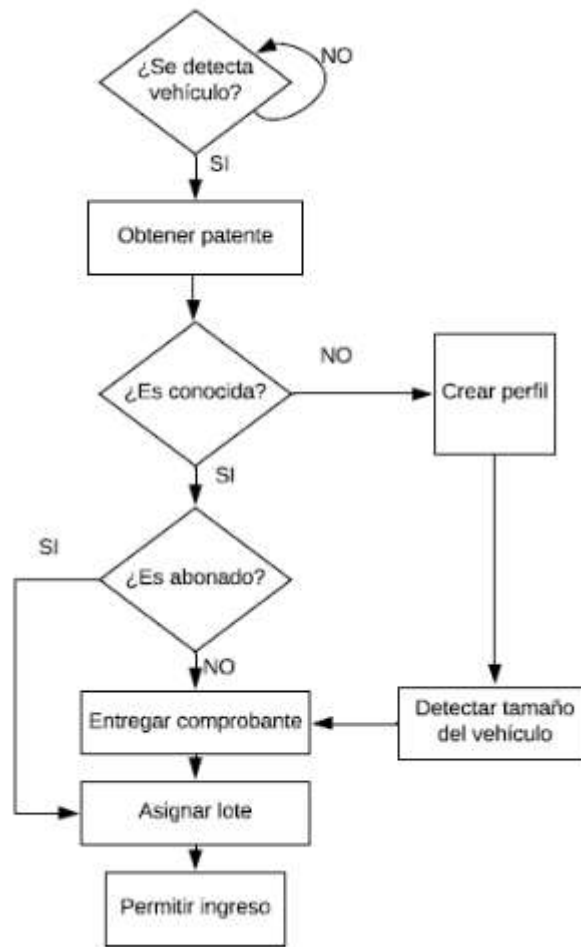 ¿Se detecta
vehículo?
NO
SI
Obtener patente
¿Es conocida?
NO
Crear perfil
SI
¿Es abonado?
SI
NO
Entregar comprobante
Detectar tamaño
del vehículo
Asignar lote
Permitir ingreso